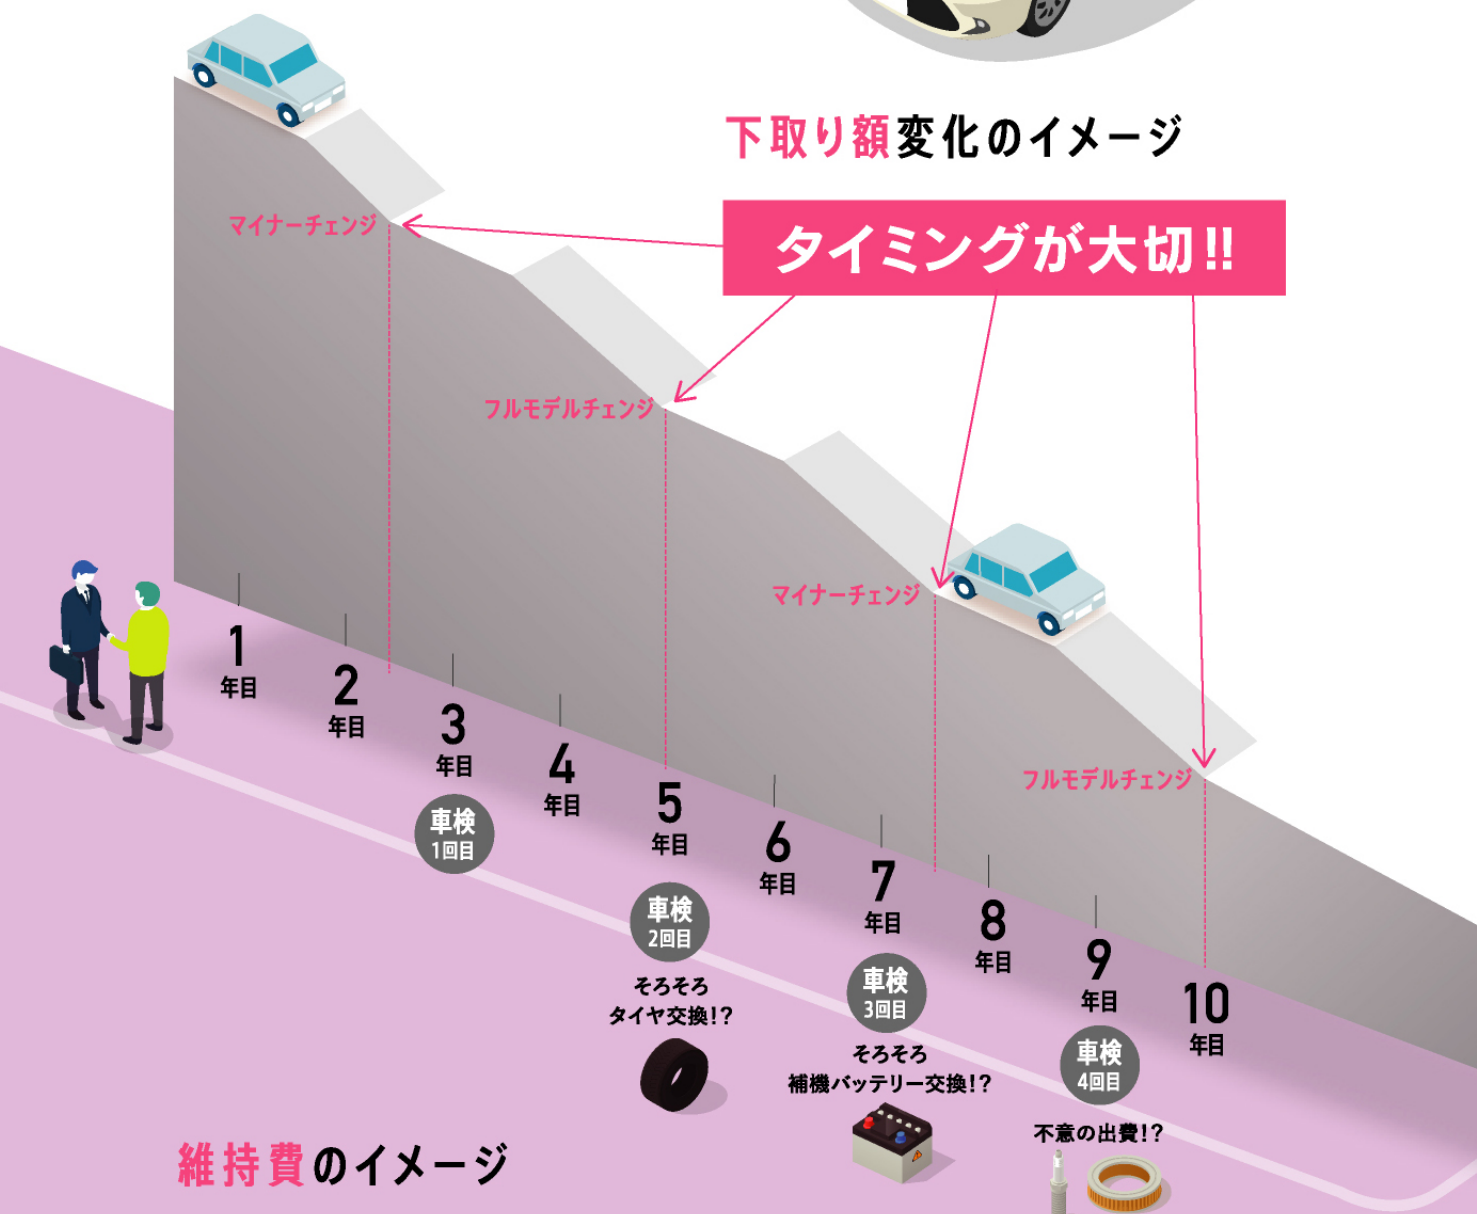 下取り額変化のイメージ
タイミングが大切!!
マイナーチェンジ
フルモデルチェンジ
マイナーチェンジ
フルモデルチェンジ
1
年目
2
年目
3
年目
車検
1回目
4
年目
5
年目
車検
2回目
そろそろ
タイヤ交換!?
6
年目
7
年目
車検
3回目
そろそろ
補機バッテリー交換!?
8
年目
9
年目
車検
4回目
不意の出費!?
10
年目
維持費のイメージ